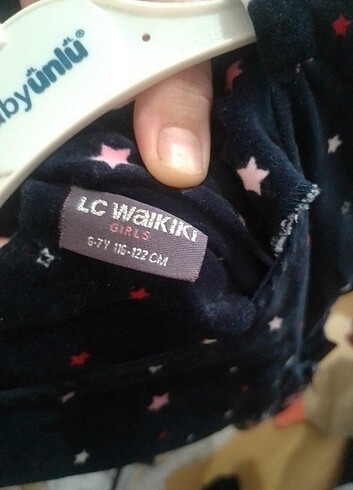 byünlü®
LC Waikiki
GIRLS
6-7Y 116-122 CM